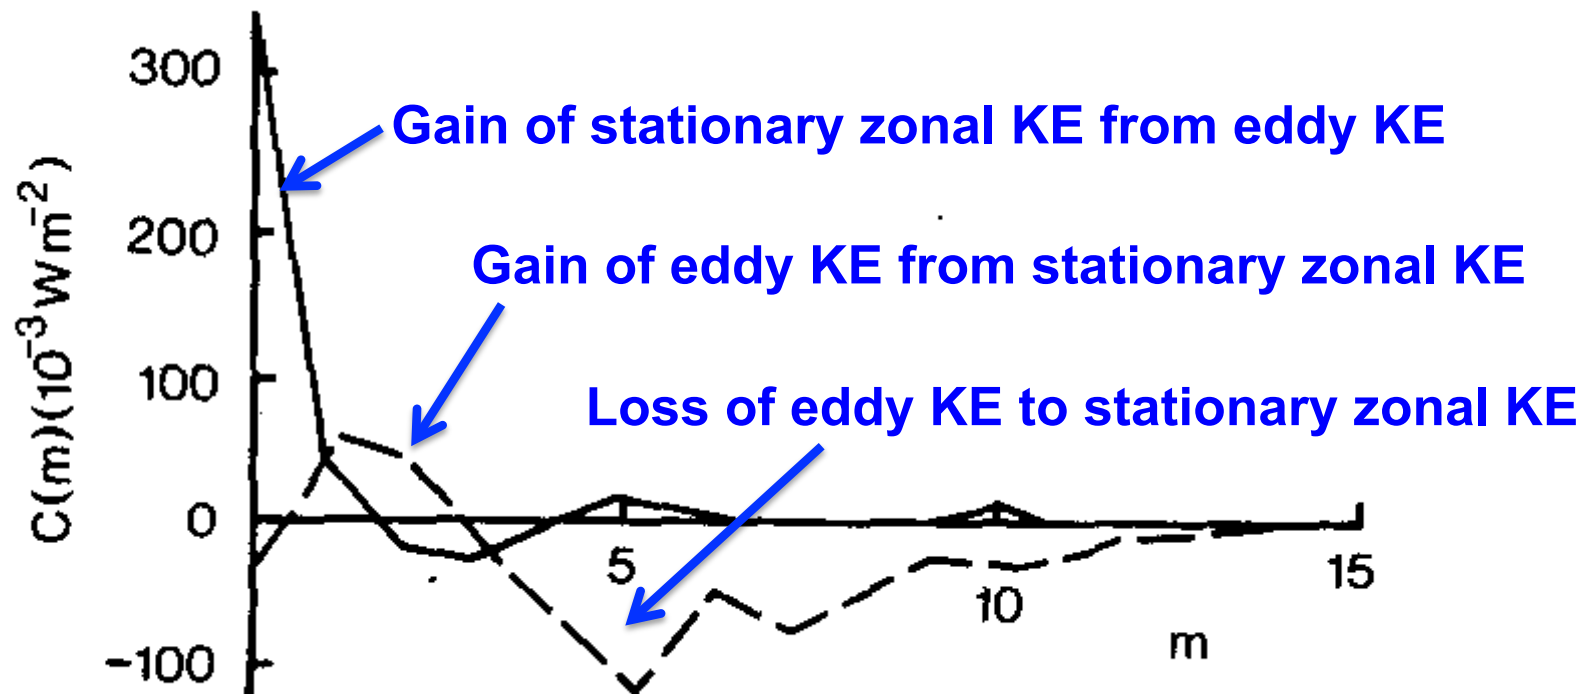 300
Gain of stationary zonal KE from eddy KE
200
Gain of eddy KE from stationary zonal KE
100
Loss of eddy KE to stationary zonal KE
C(m)(10⁻³Wm⁻²)
0
5
10
15
m
-100